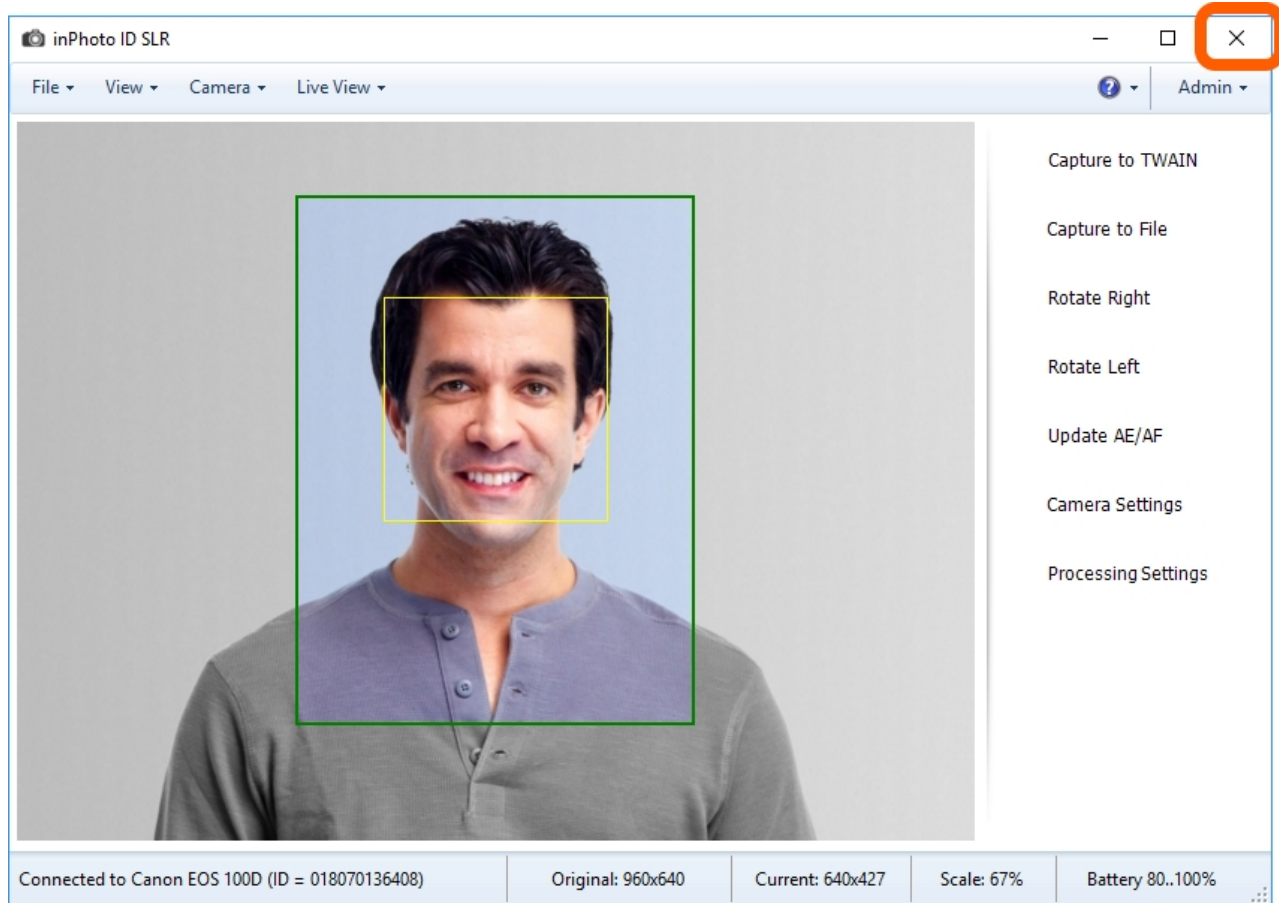 inPhoto ID SLR
File View Camera Live View ? Admin
Capture to TWAIN
Capture to File
Rotate Right
Rotate Left
Update AE/AF
Camera Settings
Processing Settings
Connected to Canon EOS 100D (ID = 018070136408) Original: 960x640 Current: 640x427 Scale: 67% Battery 80..100%